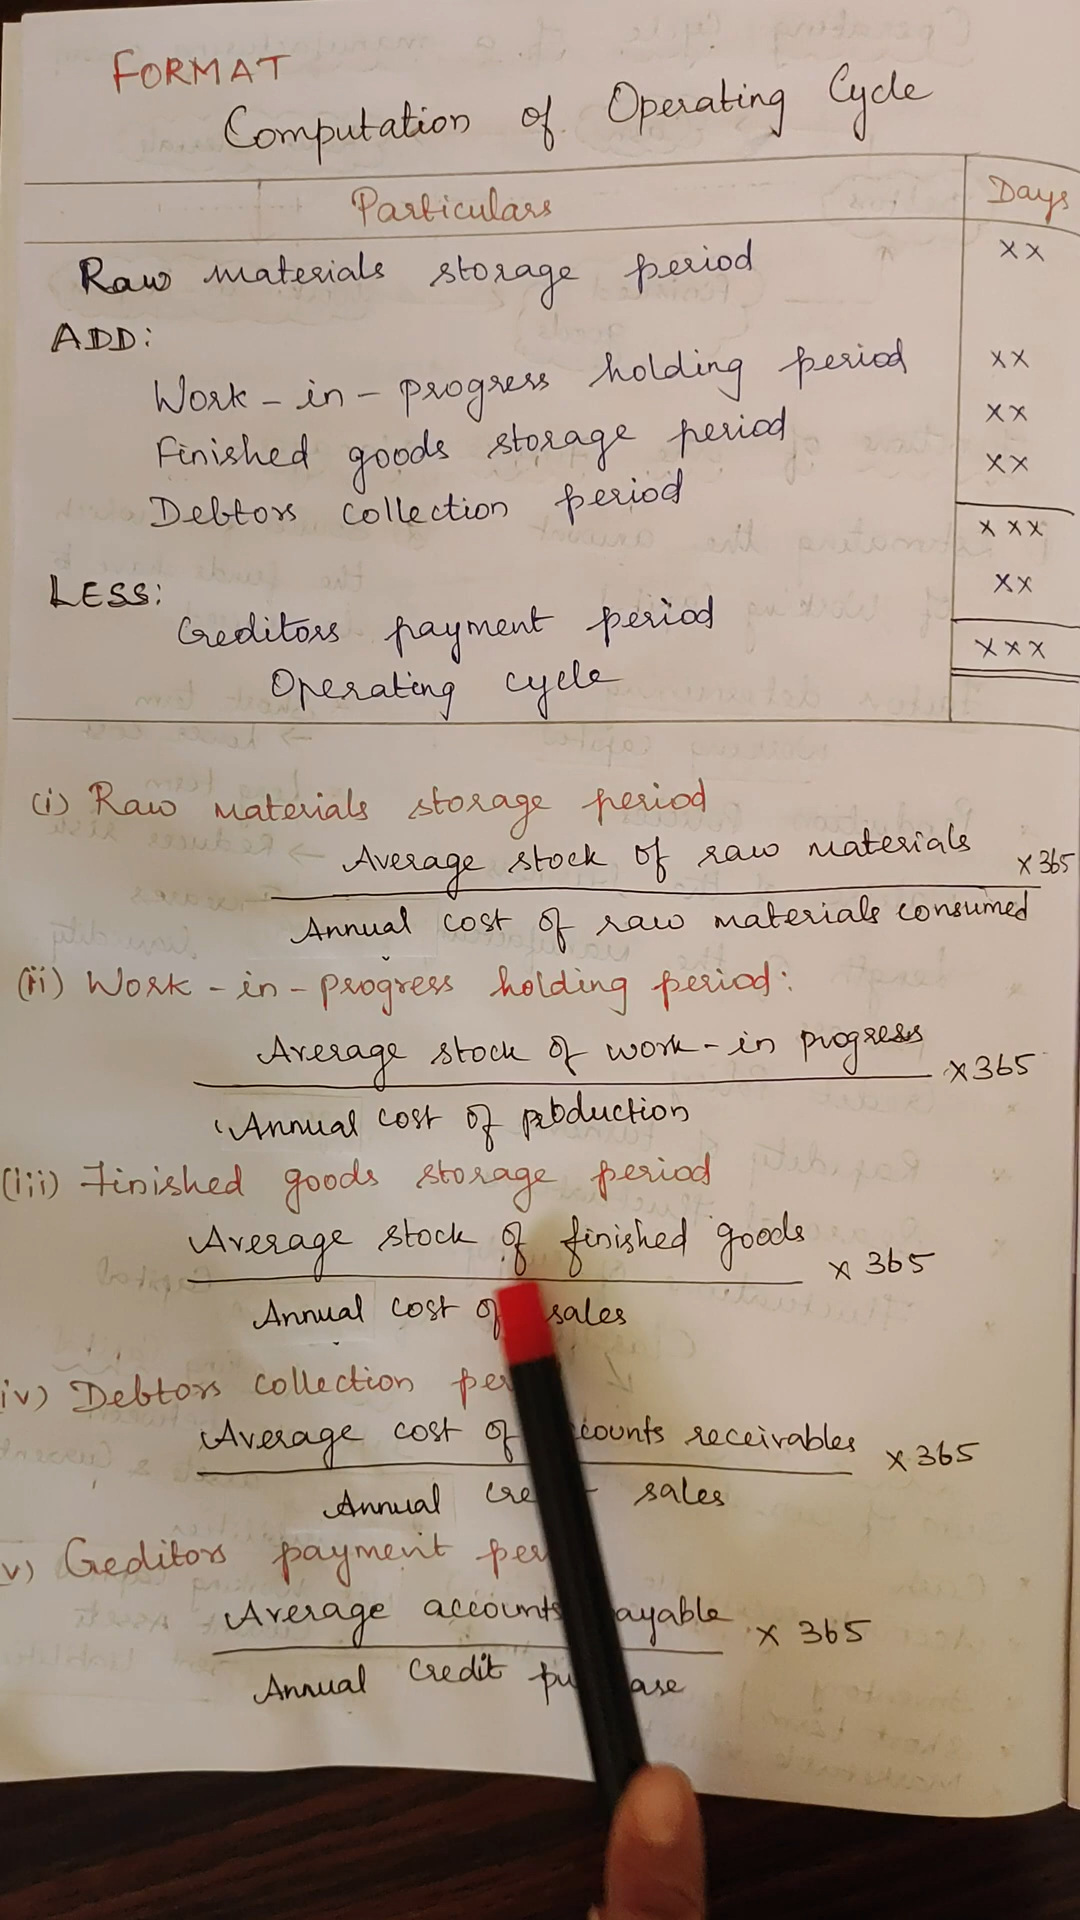 FORMAT
Computation of Operating Cycle
Particulars Days
Raw materials storage period xx
ADD:
Work-in-progress holding period xx
Finished goods storage period xx
Debtors collection period xx
xxx
LESS:
Creditors payment period xx
Operating cycle xxx
(i) Raw materials storage period
Average stock of raw materials x 365
Annual cost of raw materials consumed
(ii) Work-in-progress holding period:
Average stock of work-in progress x 365
Annual cost of production
(iii) Finished goods storage period
Average stock of finished goods x 365
Annual cost of sales
iv) Debtors collection per
Average cost of counts receivables x 365
Annual cre sales
v) Creditors payment per
Average accounts ayable x 365
Annual credit pu ase